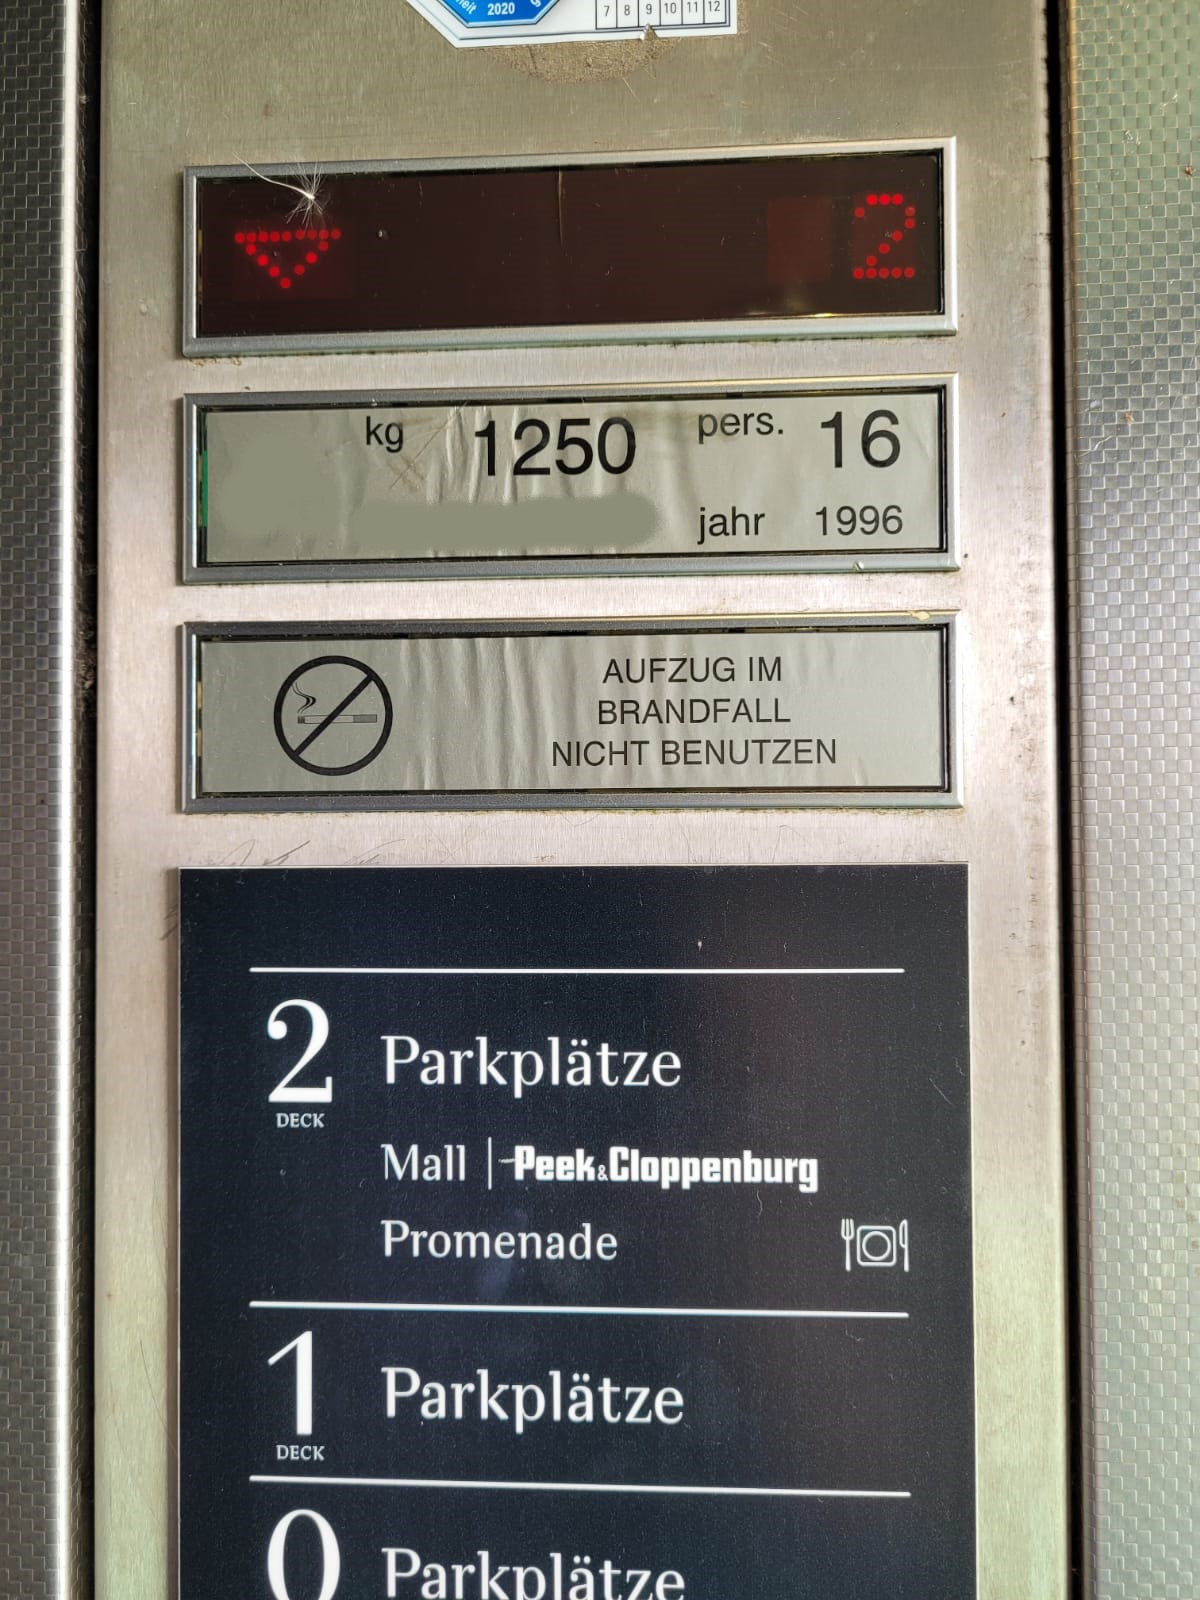 2020
7 8 9 10 11 12
2
kg 1250 pers. 16
jahr 1996
AUFZUG IM
BRANDFALL
NICHT BENUTZEN
2 Parkplätze
DECK
Mall | Peek&Cloppenburg
Promenade
1 Parkplätze
DECK
0 Parkplätze